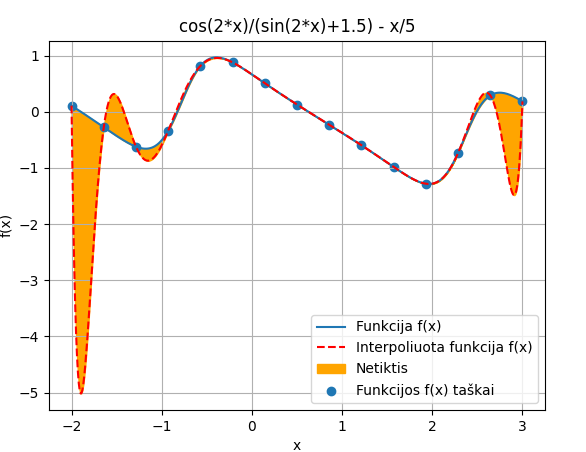 cos(2*x)/(sin(2*x)+1.5) - x/5
1
0
−1
−2
−3
−4
−5
f(x)
−2
−1
0
1
2
3
x
Funkcija f(x)
Interpoliuota funkcija f(x)
Netiktis
Funkcijos f(x) taškai